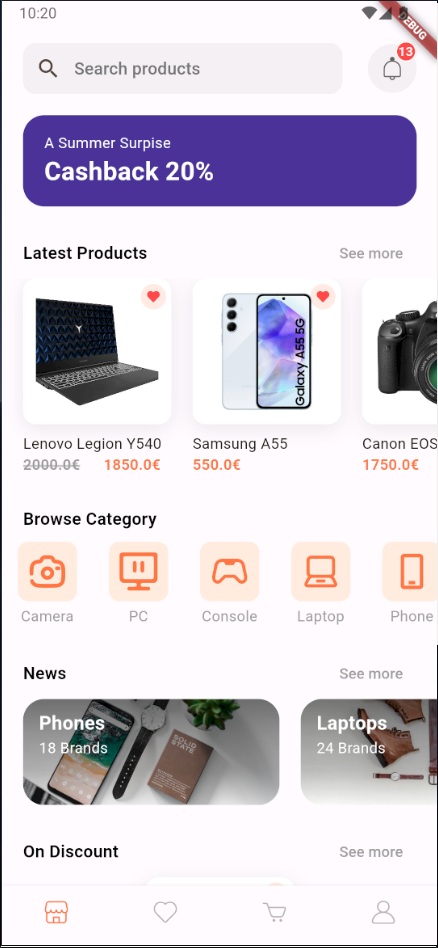 10:20
DEBUG
Search products
13
A Summer Surpise
Cashback 20%
Latest Products
See more
Galaxy A55 5G
Lenovo Legion Y540
Samsung A55
Canon EOS
2000.0€ 1850.0€
550.0€
1750.0€
Browse Category
Camera
PC
Console
Laptop
Phone
News
See more
Phones
18 Brands
SOLID
STATE
Laptops
24 Brands
On Discount
See more